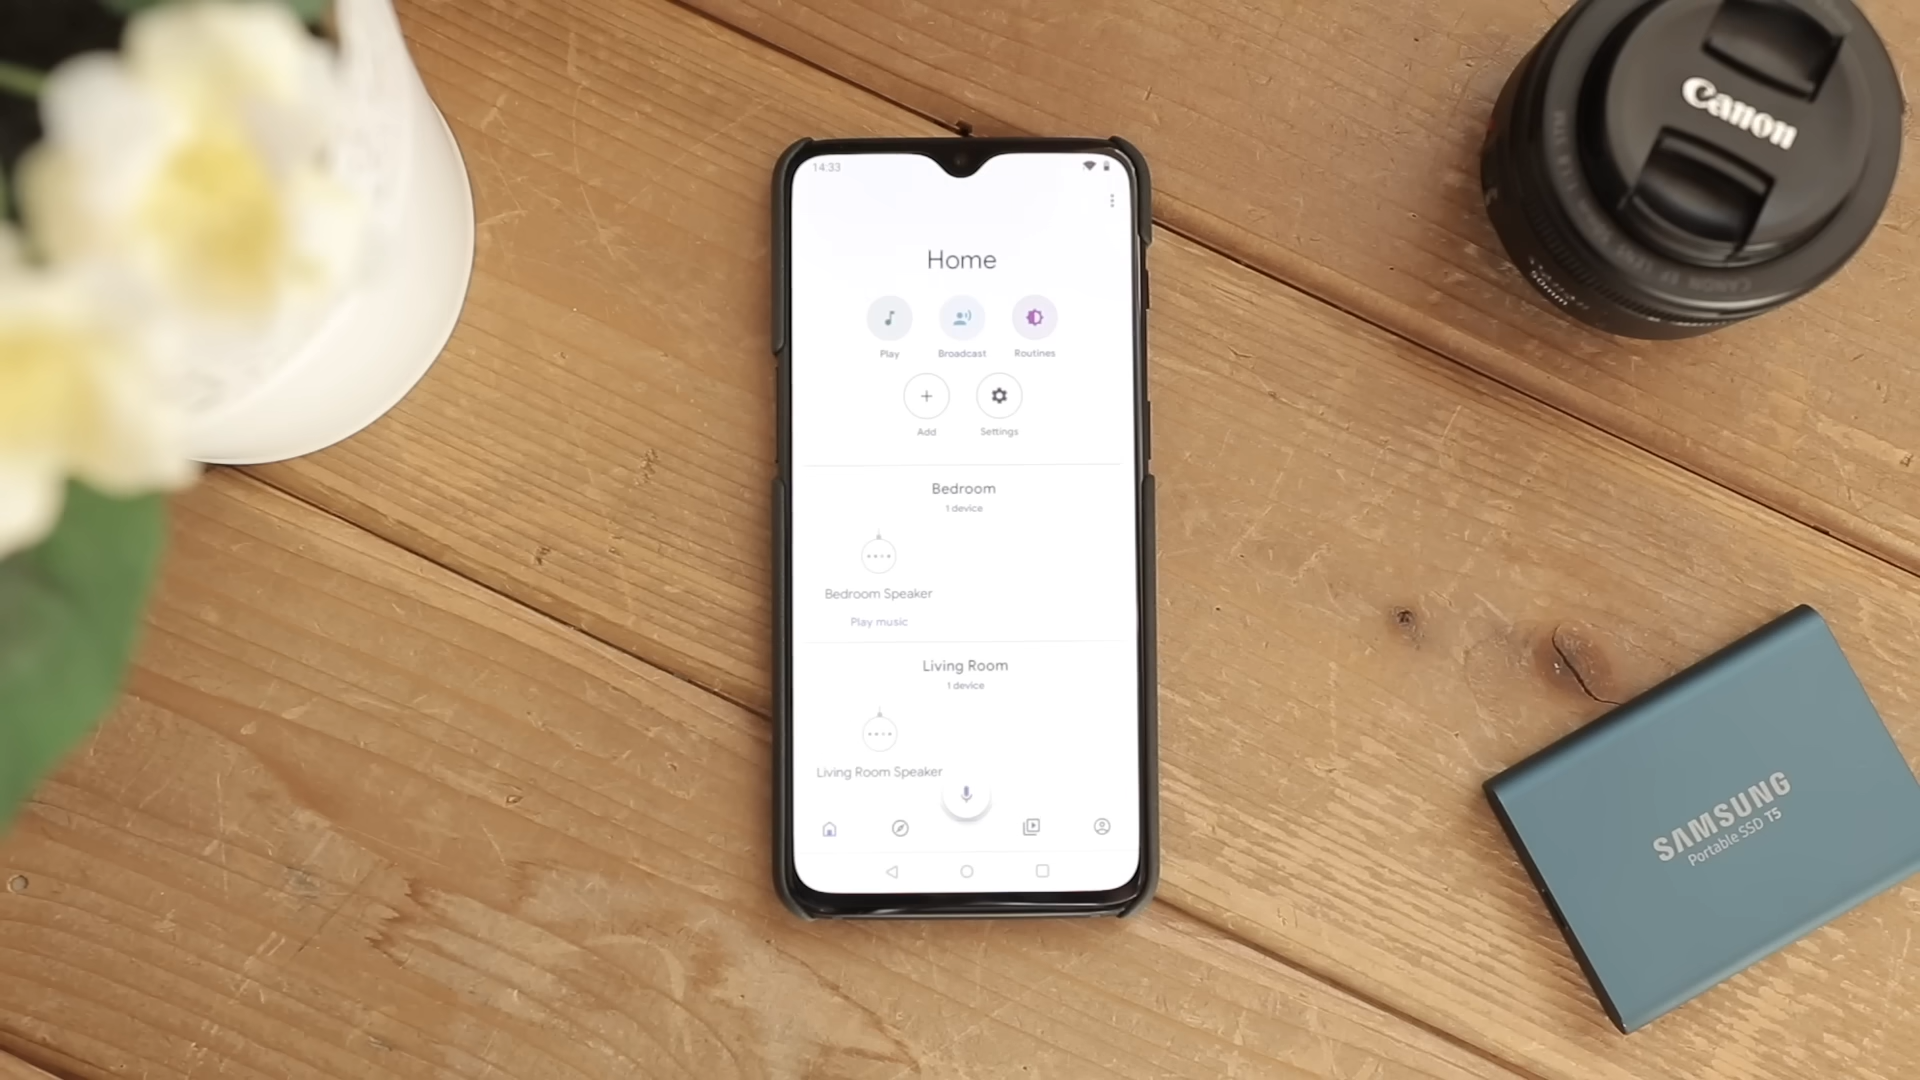 14:33
Home
Play
Broadcast
Routines
Add
Settings
Bedroom
1 device
Bedroom Speaker
Play music
Living Room
1 device
Living Room Speaker
Canon
50mm
SAMSUNG
Portable SSD T5